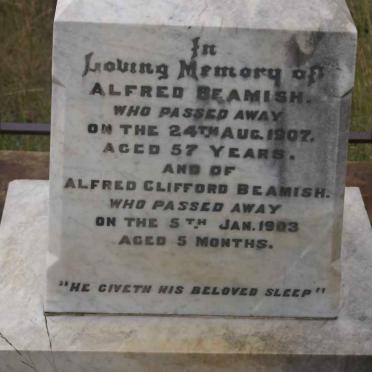 In
Loving Memory of
ALFRED BEAMISH.
WHO PASSED AWAY
ON THE 24TH AUG. 1907.
AGED 57 YEARS.
AND OF
ALFRED CLIFFORD BEAMISH.
WHO PASSED AWAY
ON THE 5TH JAN. 1903
AGED 5 MONTHS.
"HE GIVETH HIS BELOVED SLEEP"